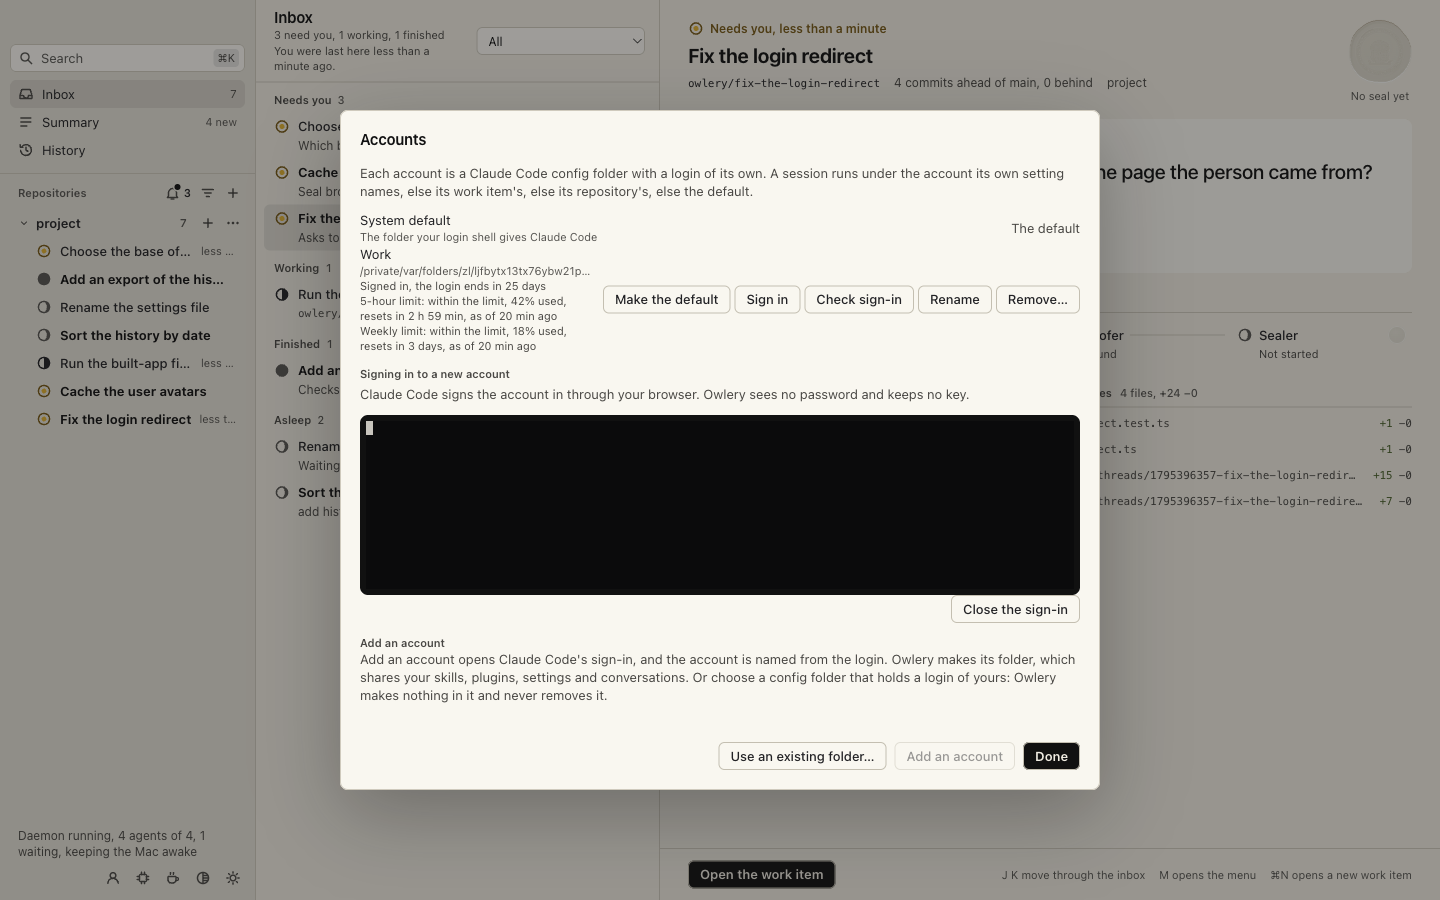 Search
⌘K
Inbox
7
Summary
4 new
History
Repositories
3
project
7
Choose the base of...
less ...
Add an export of the his...
Rename the settings file
Sort the history by date
Run the built-app fi...
less ...
Cache the user avatars
Fix the login redirect
less t...
Daemon running, 4 agents of 4, 1
waiting, keeping the Mac awake
Inbox
3 need you, 1 working, 1 finished
You were last here less than a
minute ago.
All
Needs you 3
Choose
Which
Cache
Seal
Fix the
Asks to
Working 1
Run the
owlery/
Finished 1
Add
Checks
Asleep 2
Waiting
Sort
add
Needs you, less than a minute
Fix the login redirect
owlery/fix-the-login-redirect
4 commits ahead of main, 0 behind
project
No seal yet
page the person came from?
Sealer
Not started
4 files, +24 −0
.test.ts
+1 −0
.ts
+1 −0
threads/1795396357-fix-the-login-redir…
+15 −0
threads/1795396357-fix-the-login-redire…
+7 −0
Open the work item
J K move through the inbox
M opens the menu
⌘N opens a new work item
Accounts
Each account is a Claude Code config folder with a login of its own. A session runs under the account its own setting
names, else its work item's, else its repository's, else the default.
System default
The folder your login shell gives Claude Code
The default
Work
/private/var/folders/zl/ljfbytx13tx76ybw21p...
Signed in, the login ends in 25 days
5-hour limit: within the limit, 42% used,
resets in 2 h 59 min, as of 20 min ago
Weekly limit: within the limit, 18% used,
resets in 3 days, as of 20 min ago
Make the default
Sign in
Check sign-in
Rename
Remove...
Signing in to a new account
Claude Code signs the account in through your browser. Owlery sees no password and keeps no key.
Close the sign-in
Add an account
Add an account opens Claude Code's sign-in, and the account is named from the login. Owlery makes its folder, which
shares your skills, plugins, settings and conversations. Or choose a config folder that holds a login of yours: Owlery
makes nothing in it and never removes it.
Use an existing folder...
Add an account
Done